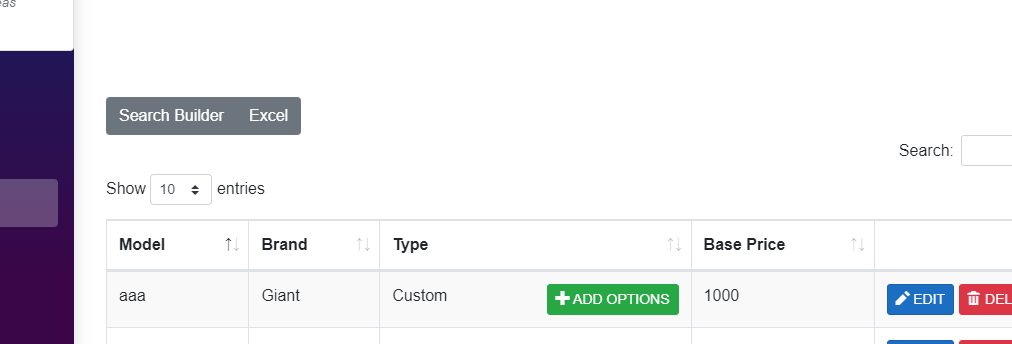 Search Builder Excel
Search:
Show 10 entries
Model Brand Type Base Price
aaa Giant Custom ADD OPTIONS 1000 EDIT DEL